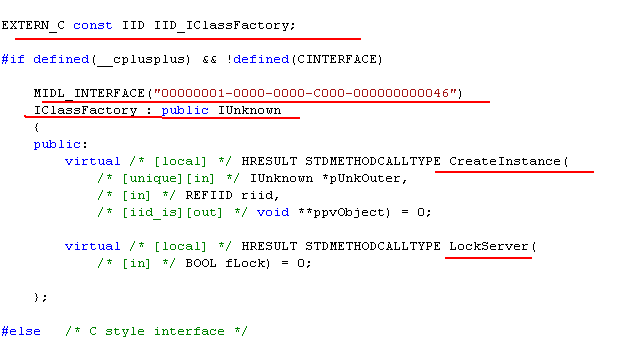 EXTERN_C const IID IID_IClassFactory;
#if defined(__cplusplus) && !defined(CINTERFACE)
MIDL_INTERFACE("00000001-0000-0000-C000-000000000046")
IClassFactory : public IUnknown
{
public:
virtual /* [local] */ HRESULT STDMETHODCALLTYPE CreateInstance(
/* [unique][in] */ IUnknown *pUnkOuter,
/* [in] */ REFIID riid,
/* [iid_is][out] */ void **ppvObject) = 0;
virtual /* [local] */ HRESULT STDMETHODCALLTYPE LockServer(
/* [in] */ BOOL fLock) = 0;
};
#else /* C style interface */